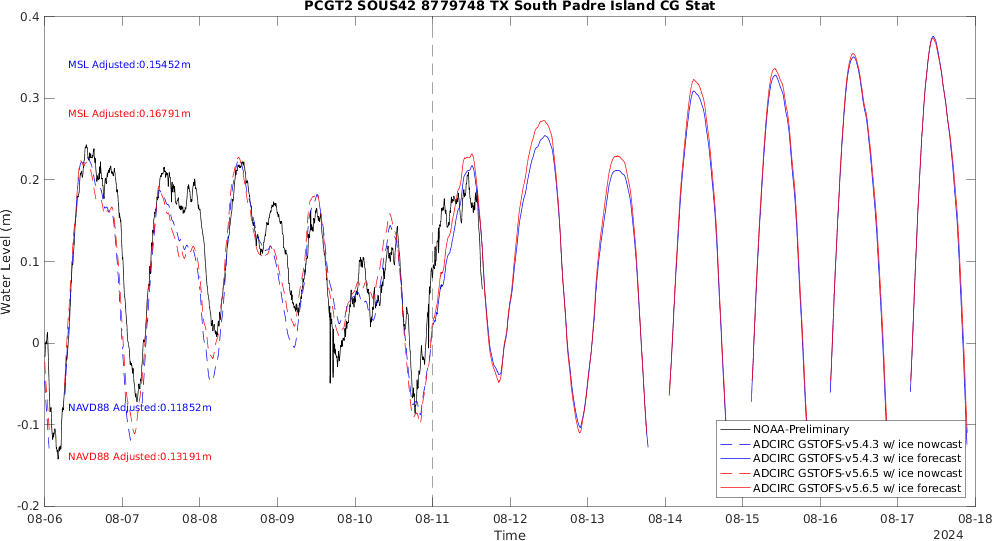 PCGT2 SOUS42 8779748 TX South Padre Island CG Stat
0.4
0.3
0.2
0.1
0
-0.1
-0.2
Water Level (m)
MSL Adjusted:0.15452m
MSL Adjusted:0.16791m
NAVD88 Adjusted:0.11852m
NAVD88 Adjusted:0.13191m
NOAA-Preliminary
ADCIRC GSTOFS-v5.4.3 w/ ice nowcast
ADCIRC GSTOFS-v5.4.3 w/ ice forecast
ADCIRC GSTOFS-v5.6.5 w/ ice nowcast
ADCIRC GSTOFS-v5.6.5 w/ ice forecast
08-06 08-07 08-08 08-09 08-10 08-11 08-12 08-13 08-14 08-15 08-16 08-17 08-18
Time
2024